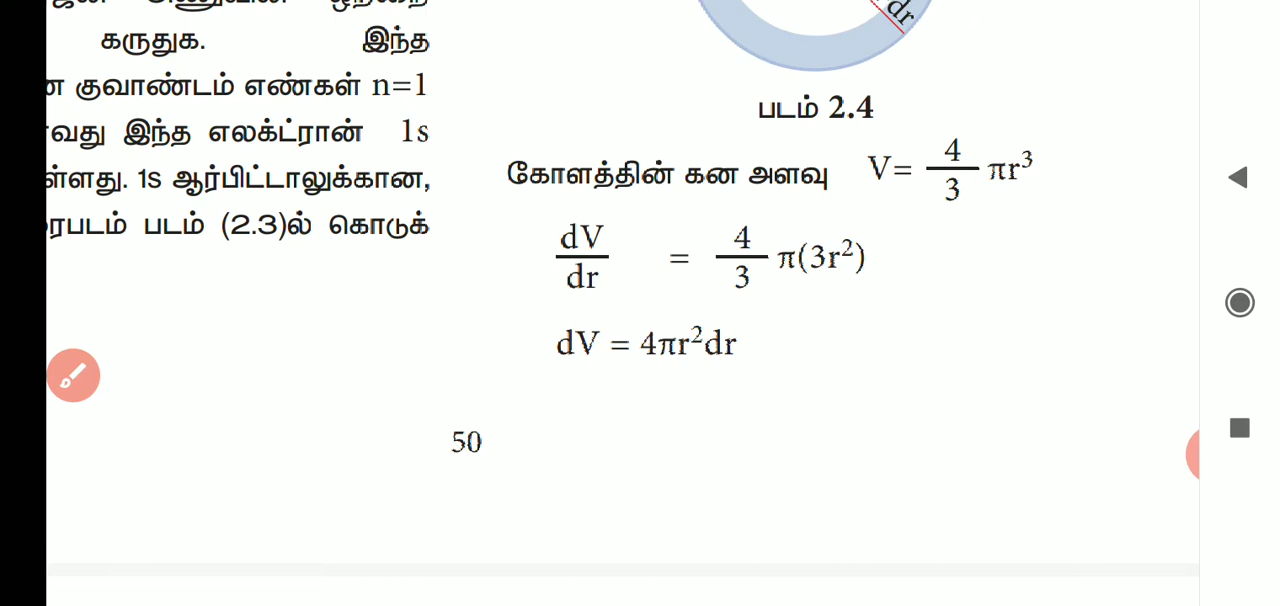 கருதுக. இந்த
குவாண்டம் எண்கள் n=1
இந்த எலக்ட்ரான் 1s
1s ஆர்பிட்டாலுக்கான,
படம் (2.3)ல் கொடுக்
dr
படம் 2.4
கோளத்தின் கன அளவு V= 4/3 πr³
dV/dr = 4/3 π(3r²)
dV = 4πr²dr
50